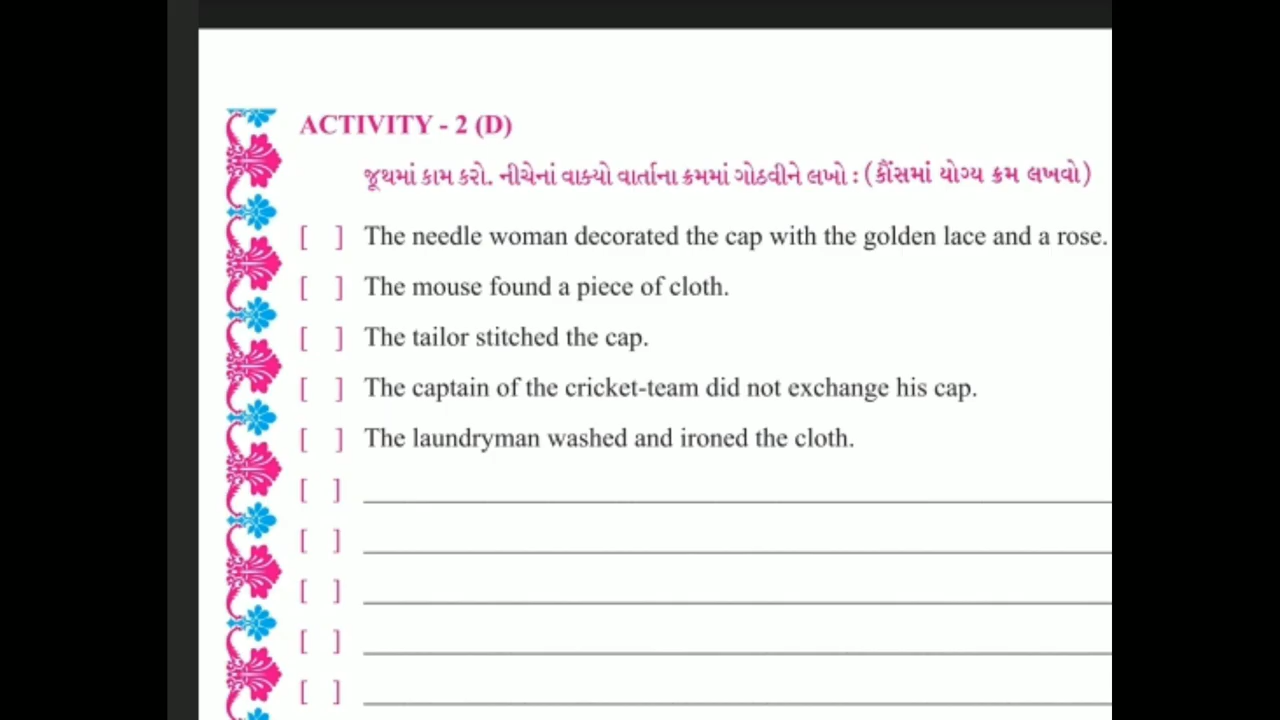 ACTIVITY - 2 (D)
જૂથમાં કામ કરો. નીચેનાં વાક્યો વાર્તાના ક્રમમાં ગોઠવીને લખો : (કૌંસમાં યોગ્ય ક્રમ લખવો)
[ ] The needle woman decorated the cap with the golden lace and a rose.
[ ] The mouse found a piece of cloth.
[ ] The tailor stitched the cap.
[ ] The captain of the cricket-team did not exchange his cap.
[ ] The laundryman washed and ironed the cloth.
[ ]
[ ]
[ ]
[ ]
[ ]